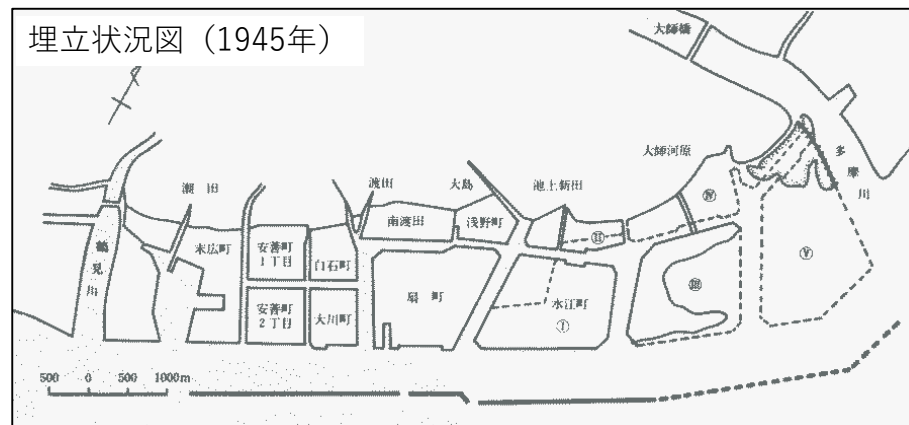 埋立状況図（1945年）
大師橋
多摩川
大師河原
池上新田
大島
渡田
潮田
鶴見川
末広町
安善町
1丁目
白石町
南渡田
浅野町
Ⅱ
Ⅳ
Ⅴ
安善町
2丁目
大川町
扇町
水江町
Ⅰ
Ⅲ
500 0 500 1000m